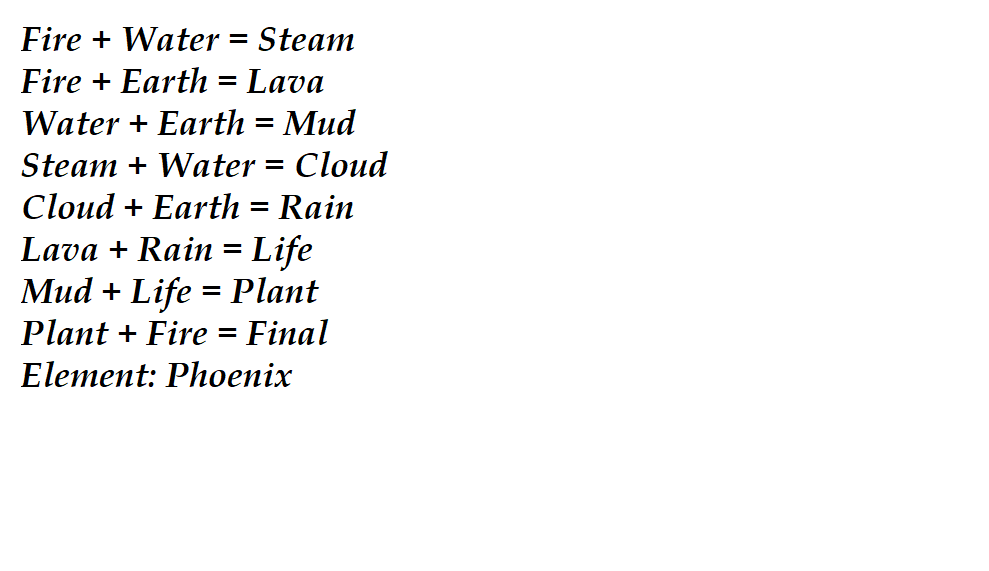 Fire + Water = Steam
Fire + Earth = Lava
Water + Earth = Mud
Steam + Water = Cloud
Cloud + Earth = Rain
Lava + Rain = Life
Mud + Life = Plant
Plant + Fire = Final
Element: Phoenix